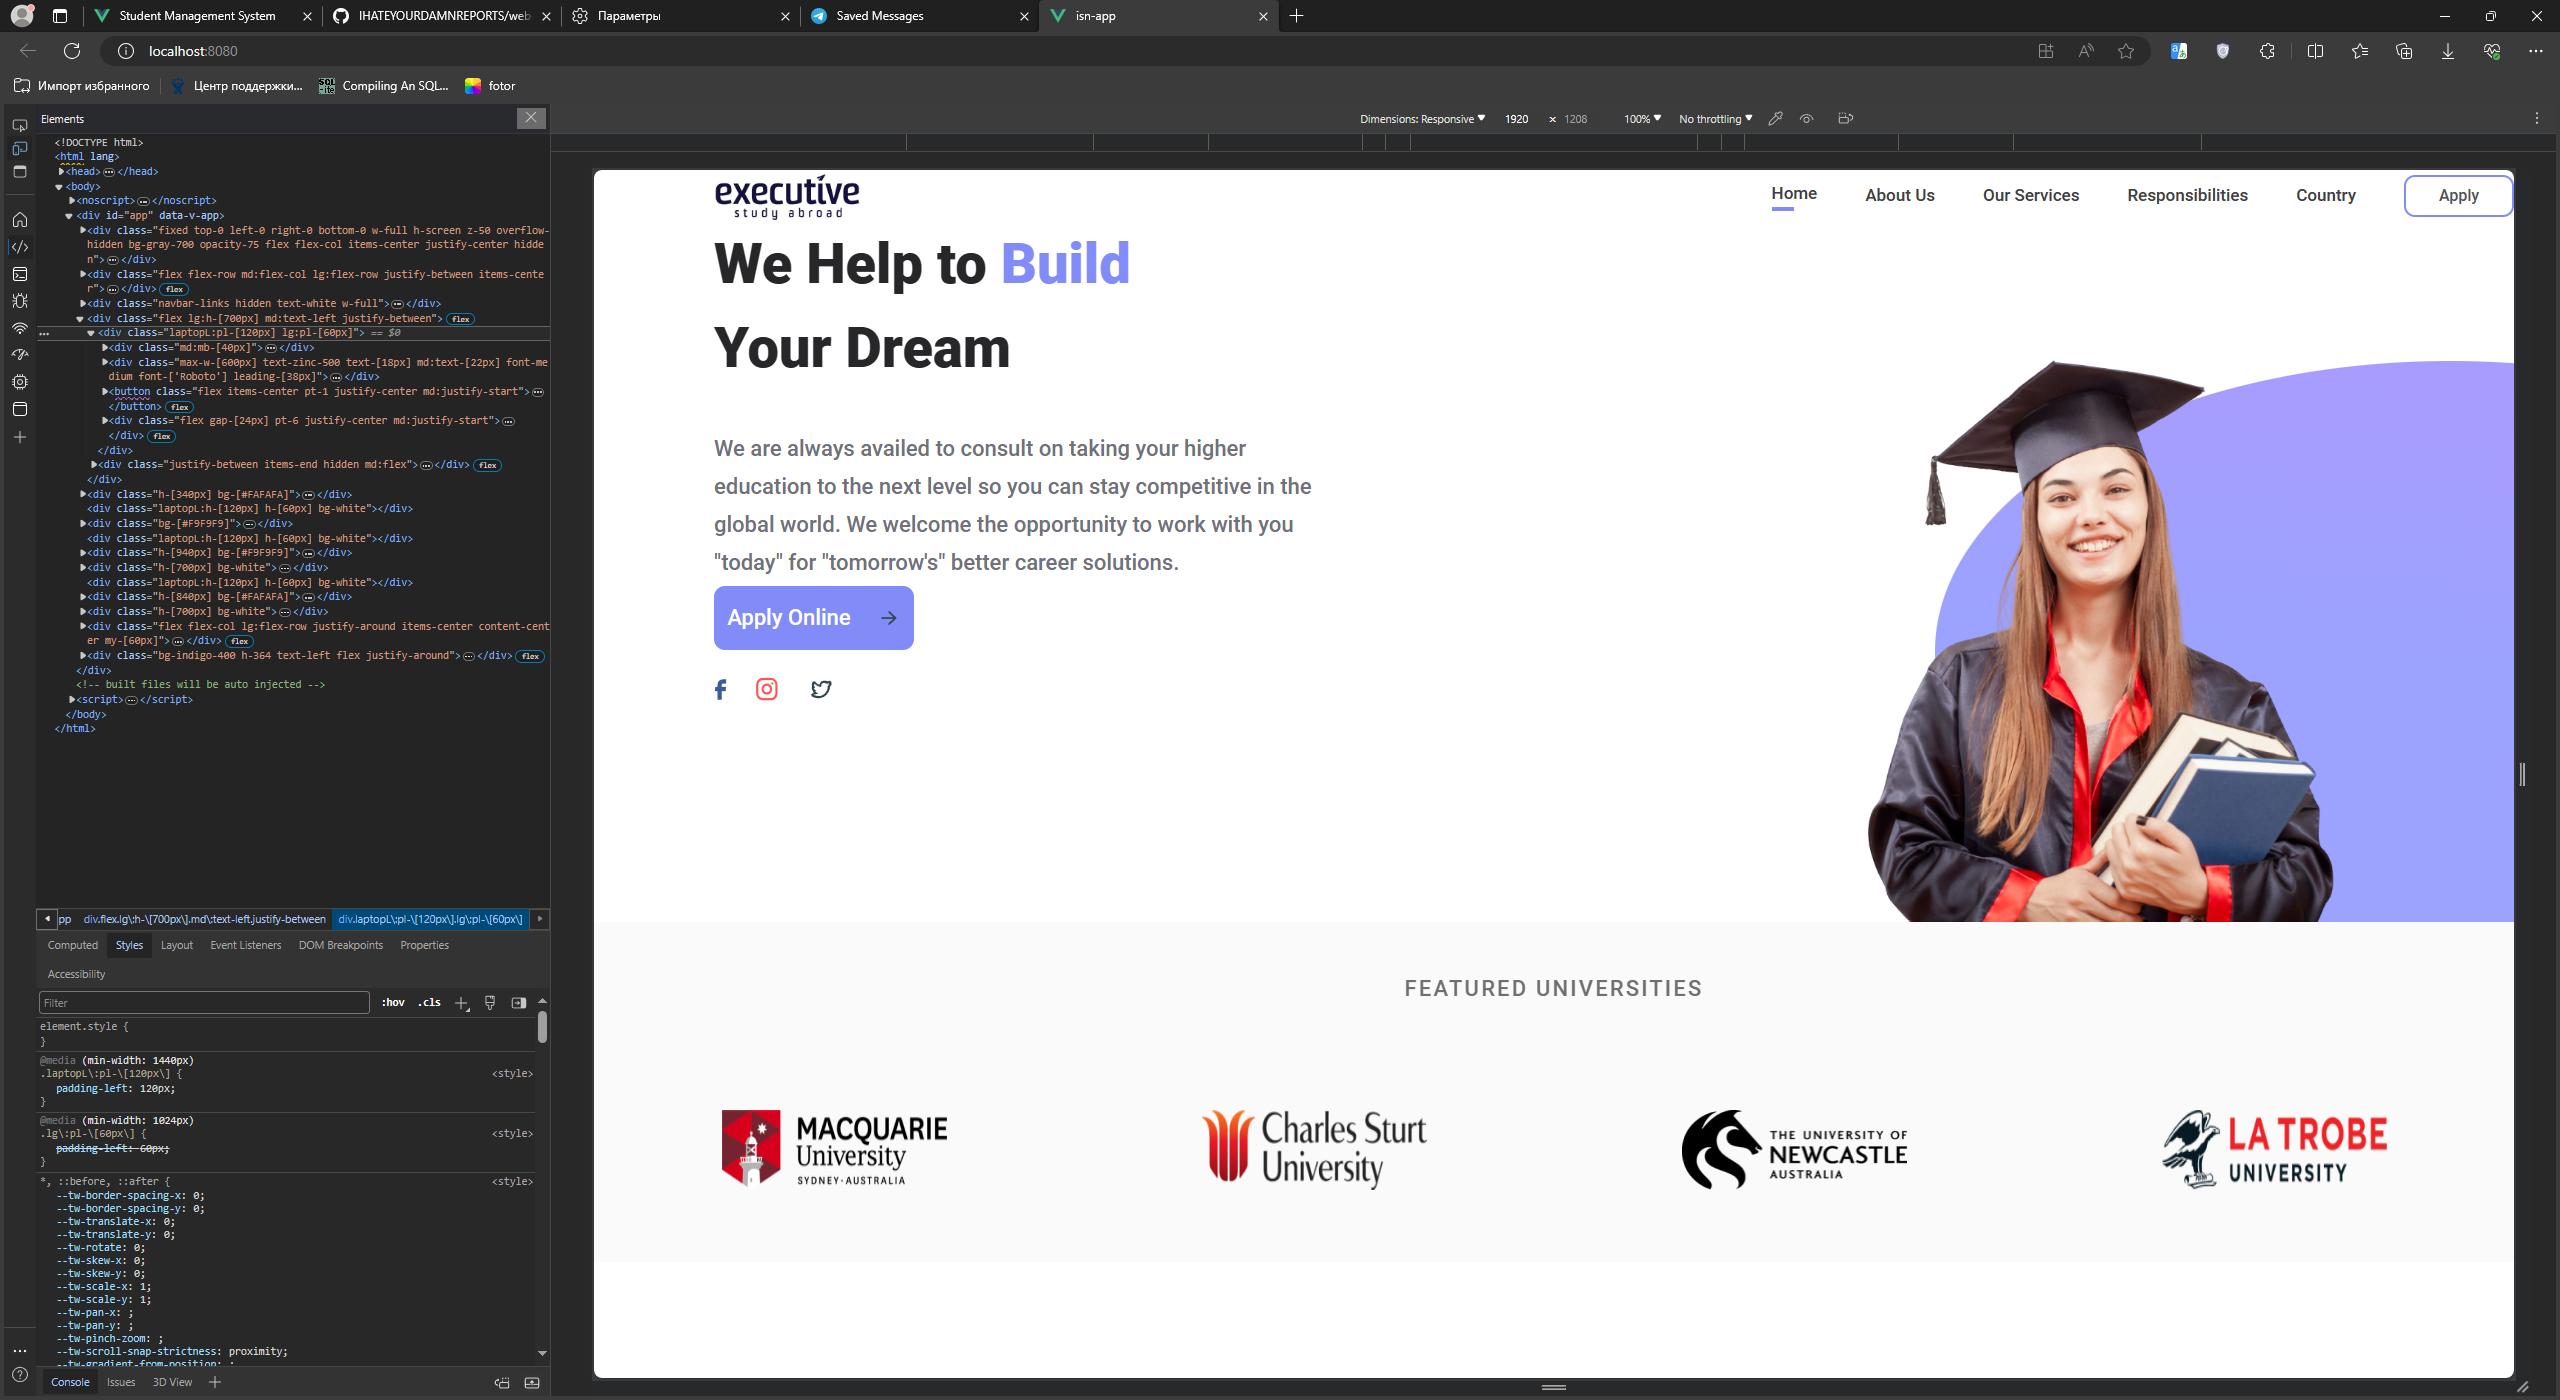 Student Management System
IHATEYOURDAMNREPORTS/web
Параметры
Saved Messages
isn-app
localhost:8080
Импорт избранного
Центр поддержки...
Compiling An SQL...
fotor
Elements
<!DOCTYPE html>
<html lang>
<head></head>
<body>
<noscript></noscript>
<div id="app" data-v-app>
<div class="fixed top-0 left-0 right-0 bottom-0 w-full h-screen z-50 overflow-
hidden bg-gray-700 opacity-75 flex flex-col items-center justify-center hidde
n"></div>
<div class="flex flex-row md:flex-col lg:flex-row justify-between items-cente
r"></div> flex
<div class="navbar-links hidden text-white w-full"></div>
<div class="flex lg:h-[700px] md:text-left justify-between"> flex
<div class="laptopL:pl-[120px] lg:pl-[60px]"> == $0
<div class="md:mb-[40px]"></div>
<div class="max-w-[600px] text-zinc-500 text-[18px] md:text-[22px] font-me
dium font-['Roboto'] leading-[38px]"></div>
<button class="flex items-center pt-1 justify-center md:justify-start">
</button> flex
<div class="flex gap-[24px] pt-6 justify-center md:justify-start">
</div> flex
</div>
<div class="justify-between items-end hidden md:flex"></div> flex
</div>
<div class="h-[340px] bg-[#FAFAFA]"></div>
<div class="laptopL:h-[120px] h-[60px] bg-white"></div>
<div class="bg-[#F9F9F9]"></div>
<div class="laptopL:h-[120px] h-[60px] bg-white"></div>
<div class="h-[940px] bg-[#F9F9F9]"></div>
<div class="h-[700px] bg-white"></div>
<div class="laptopL:h-[120px] h-[60px] bg-white"></div>
<div class="h-[840px] bg-[#FAFAFA]"></div>
<div class="h-[700px] bg-white"></div>
<div class="flex flex-col lg:flex-row justify-around items-center content-cent
er my-[60px]"></div> flex
<div class="bg-indigo-400 h-364 text-left flex justify-around"></div> flex
</div>
<!-- built files will be auto injected -->
<script></script>
</body>
</html>
pp div.flex.lg\:h-\[700px\].md\:text-left.justify-between div.laptopL\:pl-\[120px\].lg\:pl-\[60px\]
Computed Styles Layout Event Listeners DOM Breakpoints Properties
Accessibility
Filter :hov .cls
element.style {
}
@media (min-width: 1440px)
.laptopL\:pl-\[120px\] { <style>
padding-left: 120px;
}
@media (min-width: 1024px)
.lg\:pl-\[60px\] { <style>
padding-left: 60px;
}
*, ::before, ::after { <style>
--tw-border-spacing-x: 0;
--tw-border-spacing-y: 0;
--tw-translate-x: 0;
--tw-translate-y: 0;
--tw-rotate: 0;
--tw-skew-x: 0;
--tw-skew-y: 0;
--tw-scale-x: 1;
--tw-scale-y: 1;
--tw-pan-x: ;
--tw-pan-y: ;
--tw-pinch-zoom: ;
--tw-scroll-snap-strictness: proximity;
--tw-gradient-from-position: ;
Console Issues 3D View
Dimensions: Responsive 1920 × 1208 100% No throttling
executive
study abroad
Home About Us Our Services Responsibilities Country Apply
We Help to Build
Your Dream
We are always availed to consult on taking your higher
education to the next level so you can stay competitive in the
global world. We welcome the opportunity to work with you
"today" for "tomorrow's" better career solutions.
Apply Online
FEATURED UNIVERSITIES
MACQUARIE
University
SYDNEY·AUSTRALIA
Charles Sturt
University
THE UNIVERSITY OF
NEWCASTLE
AUSTRALIA
LA TROBE
UNIVERSITY